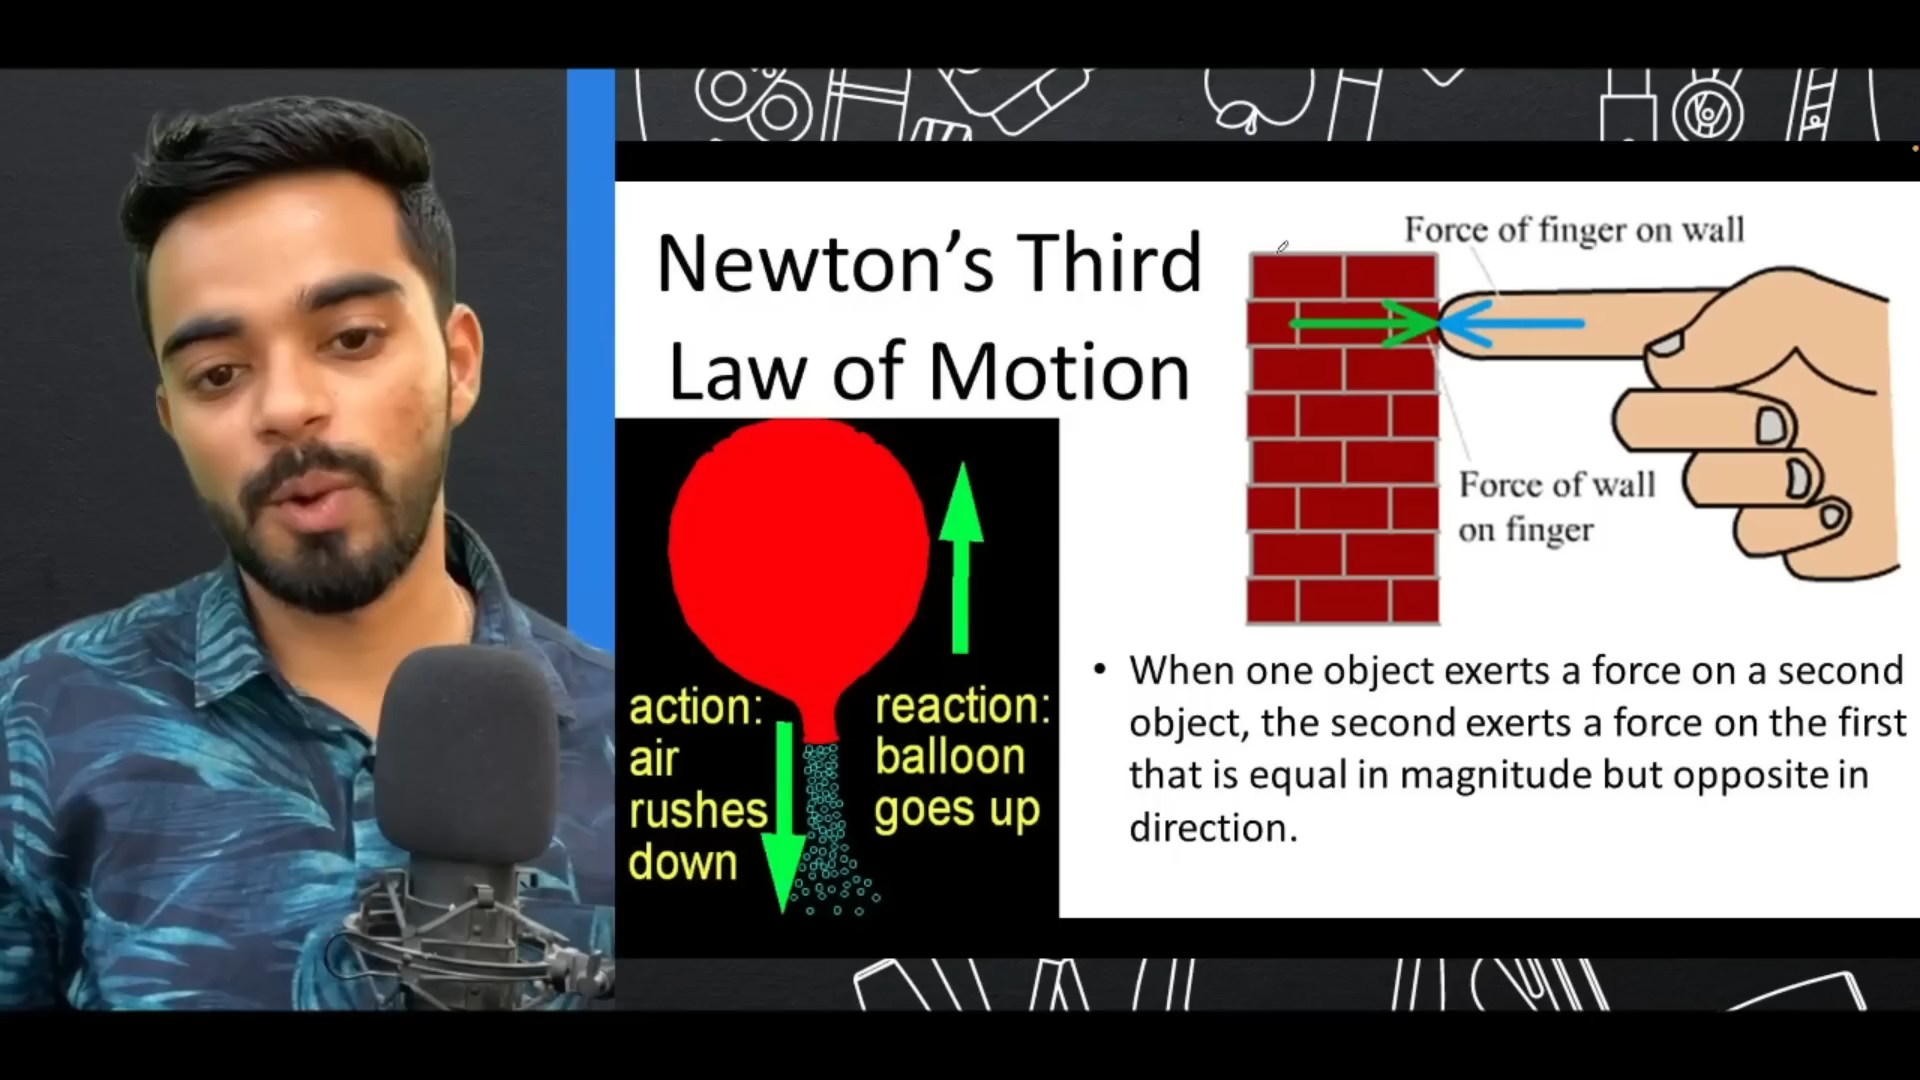 Newton’s Third
Law of Motion
Force of finger on wall
Force of wall
on finger
action:
air
rushes
down
reaction:
balloon
goes up
• When one object exerts a force on a second
object, the second exerts a force on the first
that is equal in magnitude but opposite in
direction.